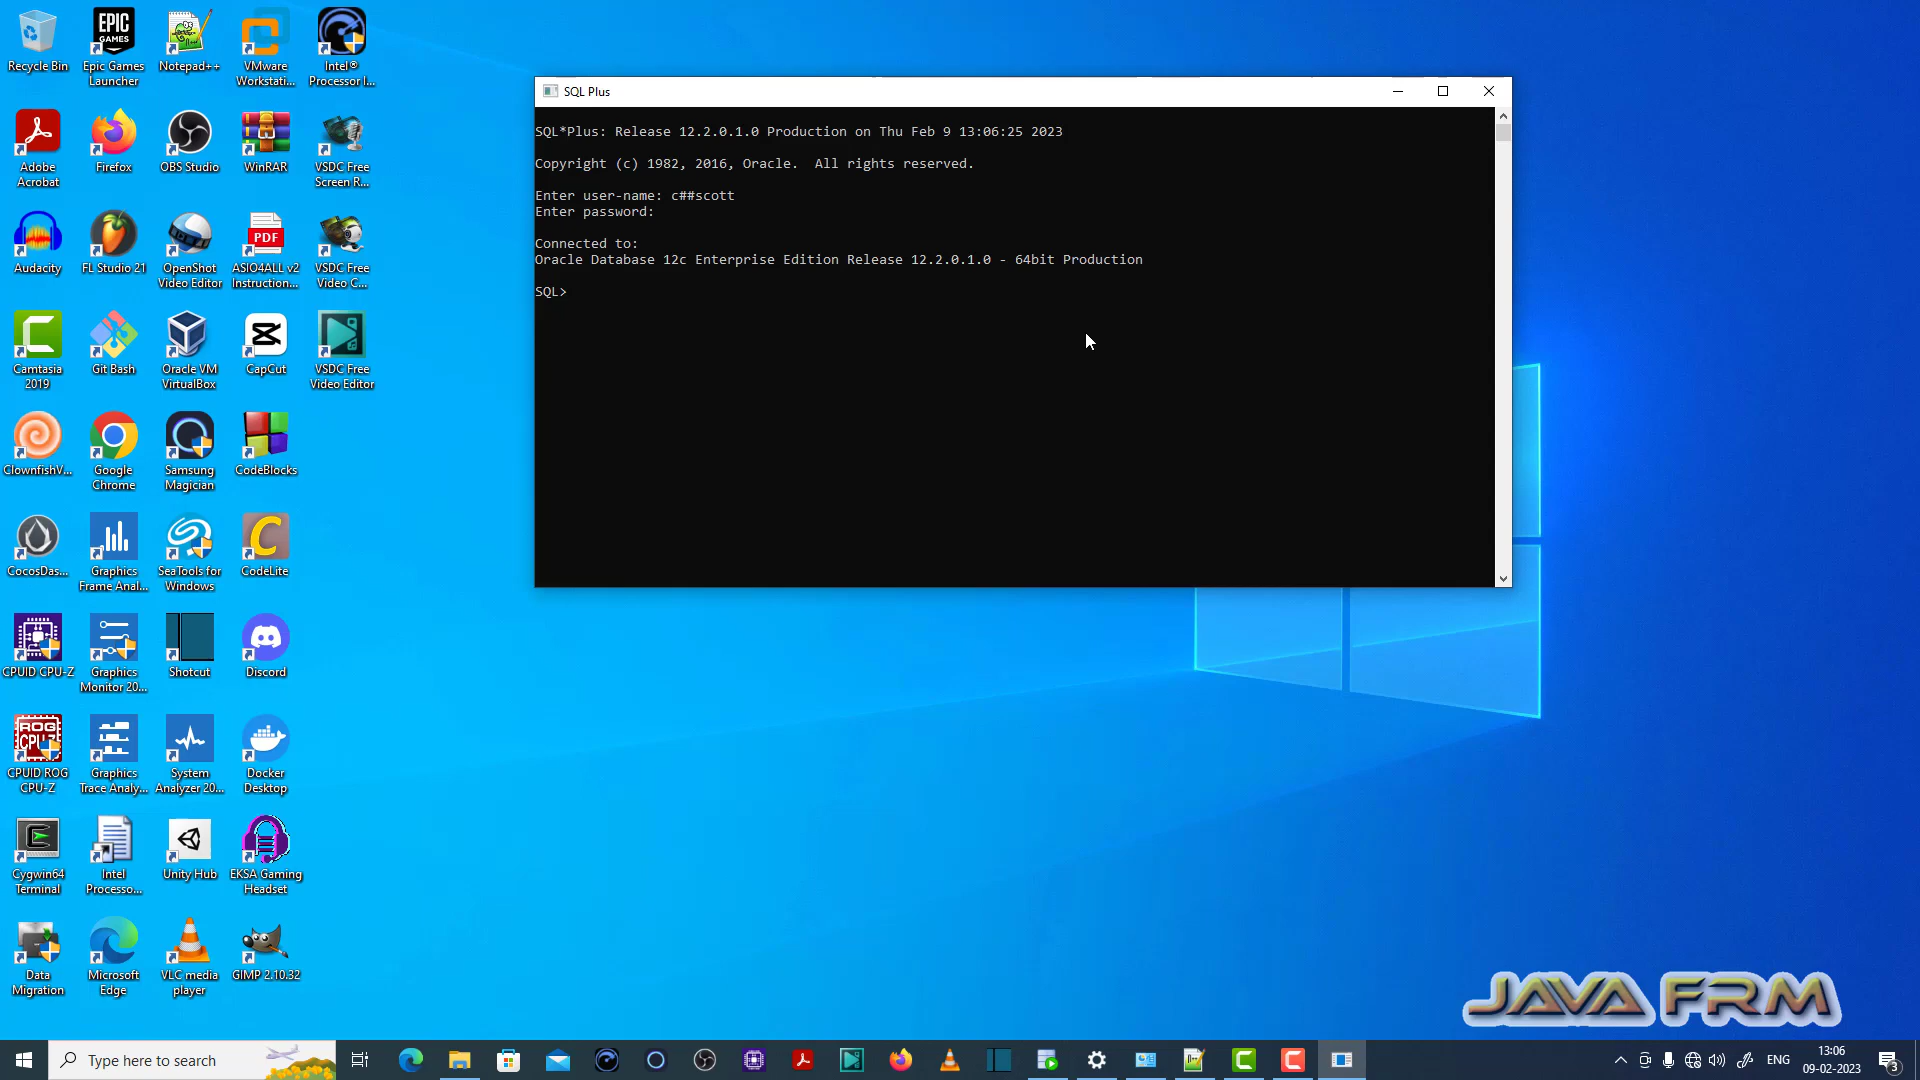 Recycle Bin
Epic Games
Launcher
Notepad++
VMware
Workstati...
Intel®
Processor I...
Adobe
Acrobat
Firefox
OBS Studio
WinRAR
VSDC Free
Screen R...
Audacity
FL Studio 21
OpenShot
Video Editor
PDF
ASIO4ALL v2
Instruction...
VSDC Free
Video C...
Camtasia
2019
Git Bash
Oracle VM
VirtualBox
CapCut
VSDC Free
Video Editor
ClownfishV...
Google
Chrome
Samsung
Magician
CodeBlocks
CocosDas...
Graphics
Frame Anal...
SeaTools for
Windows
CodeLite
CPUID CPU-Z
Graphics
Monitor 20...
Shotcut
Discord
CPUID ROG
CPU-Z
Graphics
Trace Analy...
System
Analyzer 20...
Docker
Desktop
Cygwin64
Terminal
Intel
Processo...
Unity Hub
EKSA Gaming
Headset
Data
Migration
Microsoft
Edge
VLC media
player
GIMP 2.10.32
EPIC
GAMES
ROG
CPU-Z
SQL Plus
SQL*Plus: Release 12.2.0.1.0 Production on Thu Feb 9 13:06:25 2023
Copyright (c) 1982, 2016, Oracle.  All rights reserved.
Enter user-name: c##scott
Enter password:
Connected to:
Oracle Database 12c Enterprise Edition Release 12.2.0.1.0 - 64bit Production
SQL>
JAVA FRM
Type here to search
ENG
13:06
09-02-2023
3